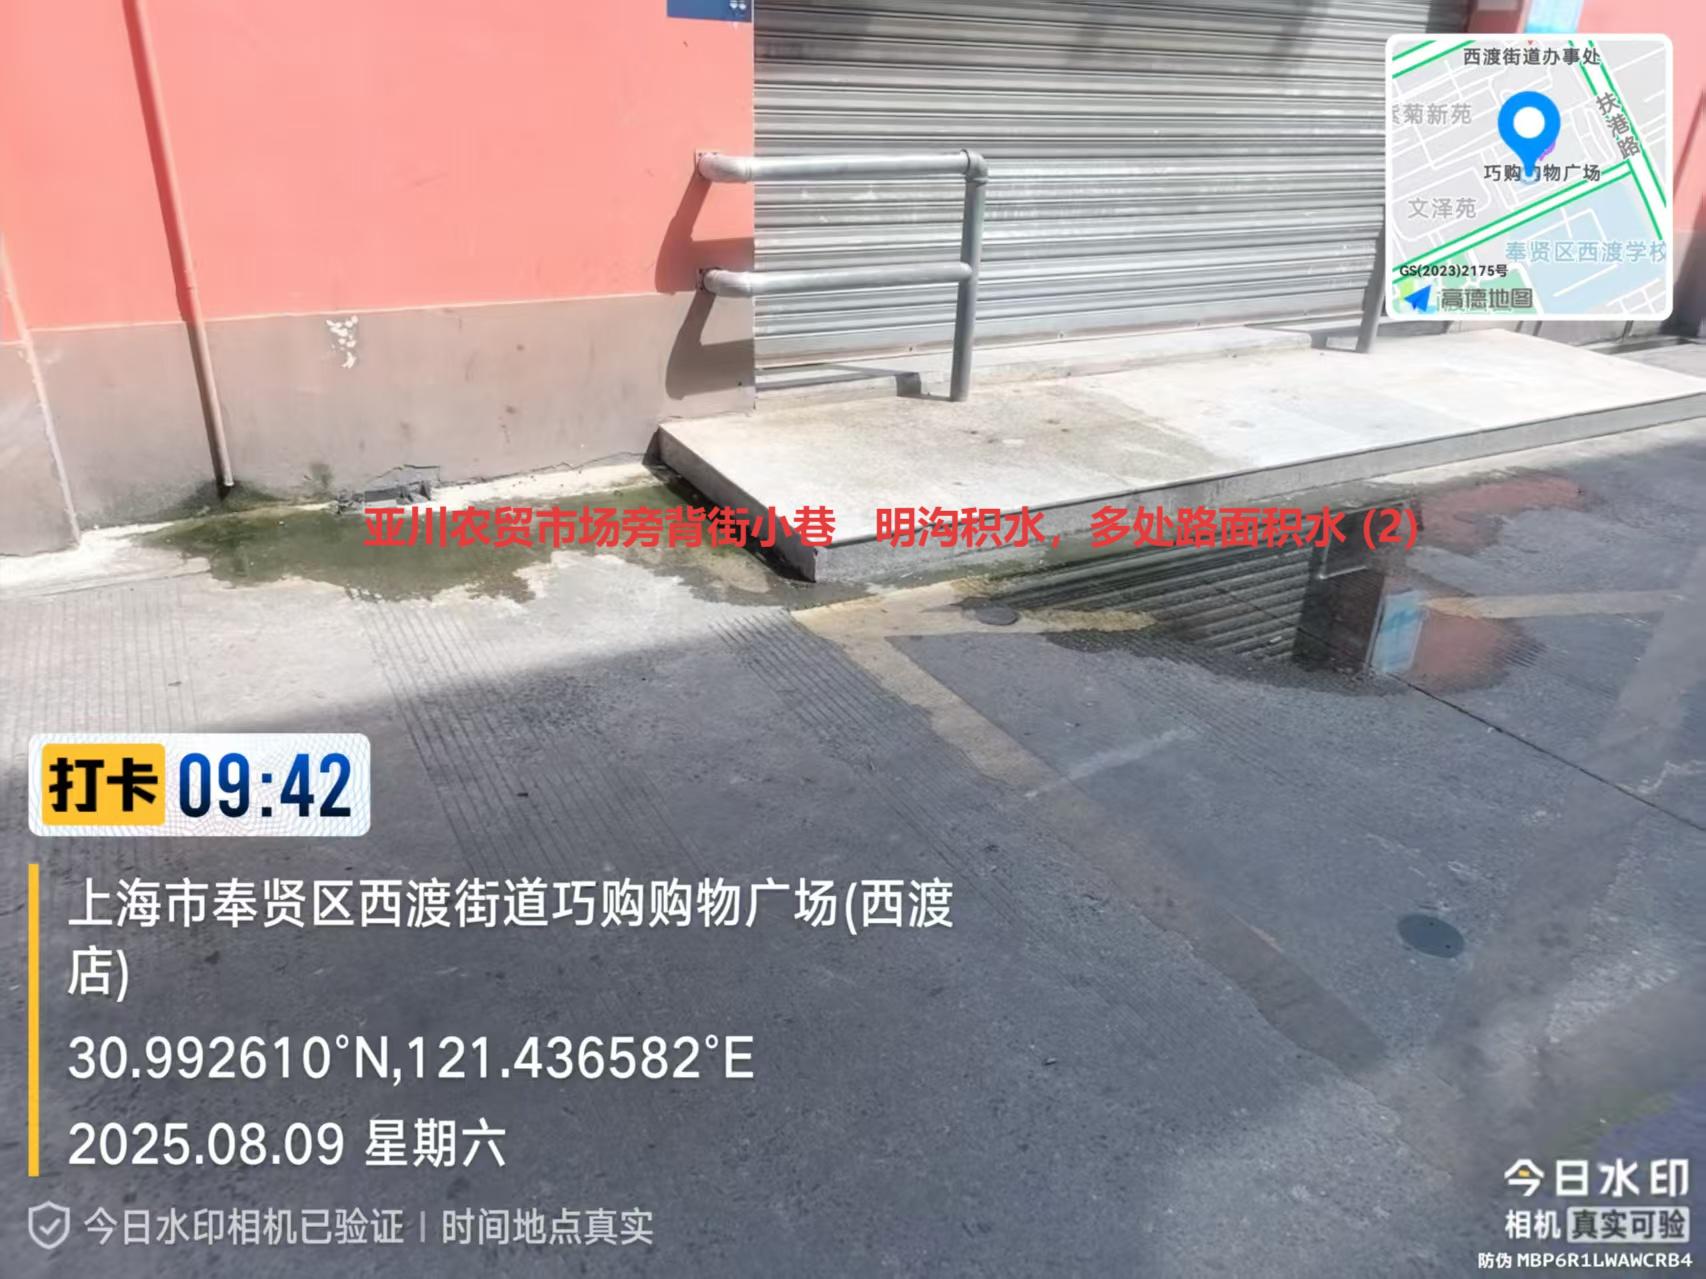 西渡街道办事处
紫菊新苑
扶港路
巧购购物广场
文泽苑
奉贤区西渡学校
GS(2023)2175号
高德地图
亚川农贸市场旁背街小巷 明沟积水，多处路面积水 (2)
打卡 09:42
上海市奉贤区西渡街道巧购购物广场(西渡
店)
30.992610°N,121.436582°E
2025.08.09 星期六
今日水印相机已验证 | 时间地点真实
今日水印
相机 真实可验
防伪 MBP6R1LWAWCRB4